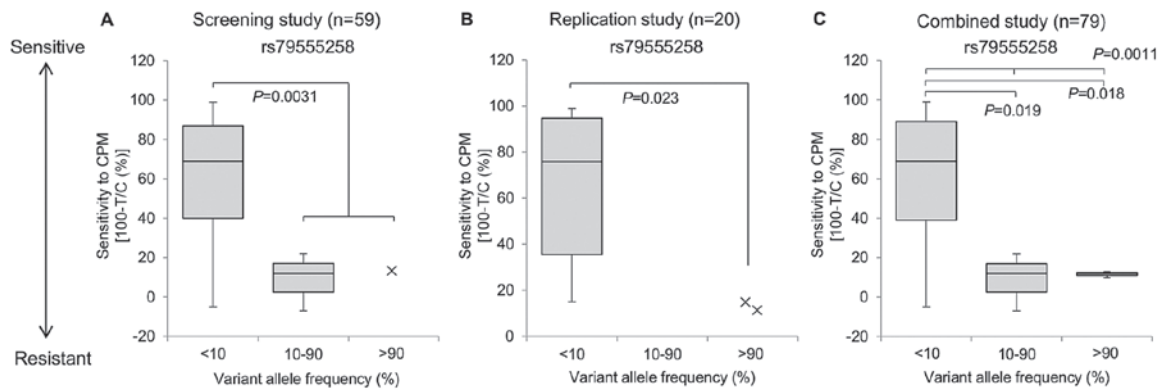 Sensitive
Resistant
A
Screening study (n=59)
rs79555258
Sensitivity to CPM
[100-T/C (%)]
120
100
80
60
40
20
0
-20
P=0.0031
<10
10-90
>90
Variant allele frequency (%)
B
Replication study (n=20)
rs79555258
Sensitivity to CPM
[100-T/C (%)]
120
100
80
60
40
20
0
P=0.023
<10
10-90
>90
Variant allele frequency (%)
C
Combined study (n=79)
rs79555258
Sensitivity to CPM
[100-T/C (%)]
120
100
80
60
40
20
0
-20
P=0.0011
P=0.018
P=0.019
<10
10-90
>90
Variant allele frequency (%)